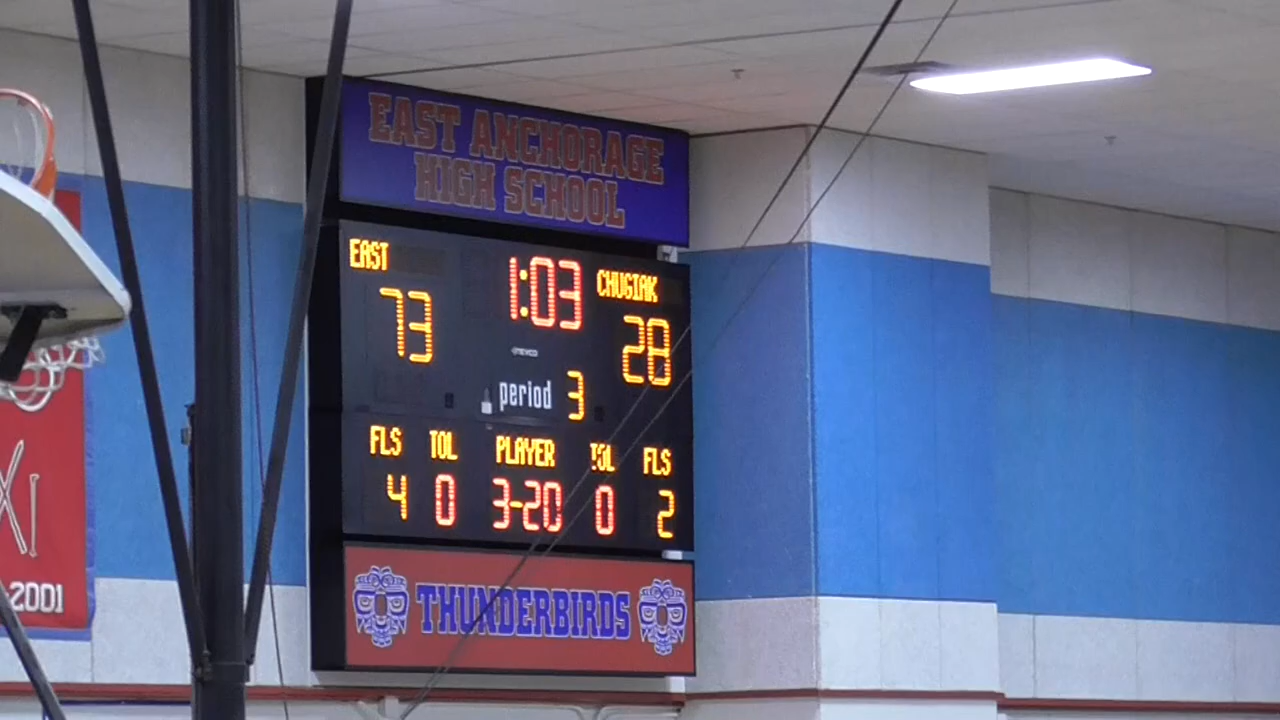 EAST ANCHORAGE
HIGH SCHOOL
EAST 1:03 CHUGIAK
73 28
period 3
FLS TOL PLAYER TOL FLS
4 0 3-20 0 2
THUNDERBIRDS
-2001